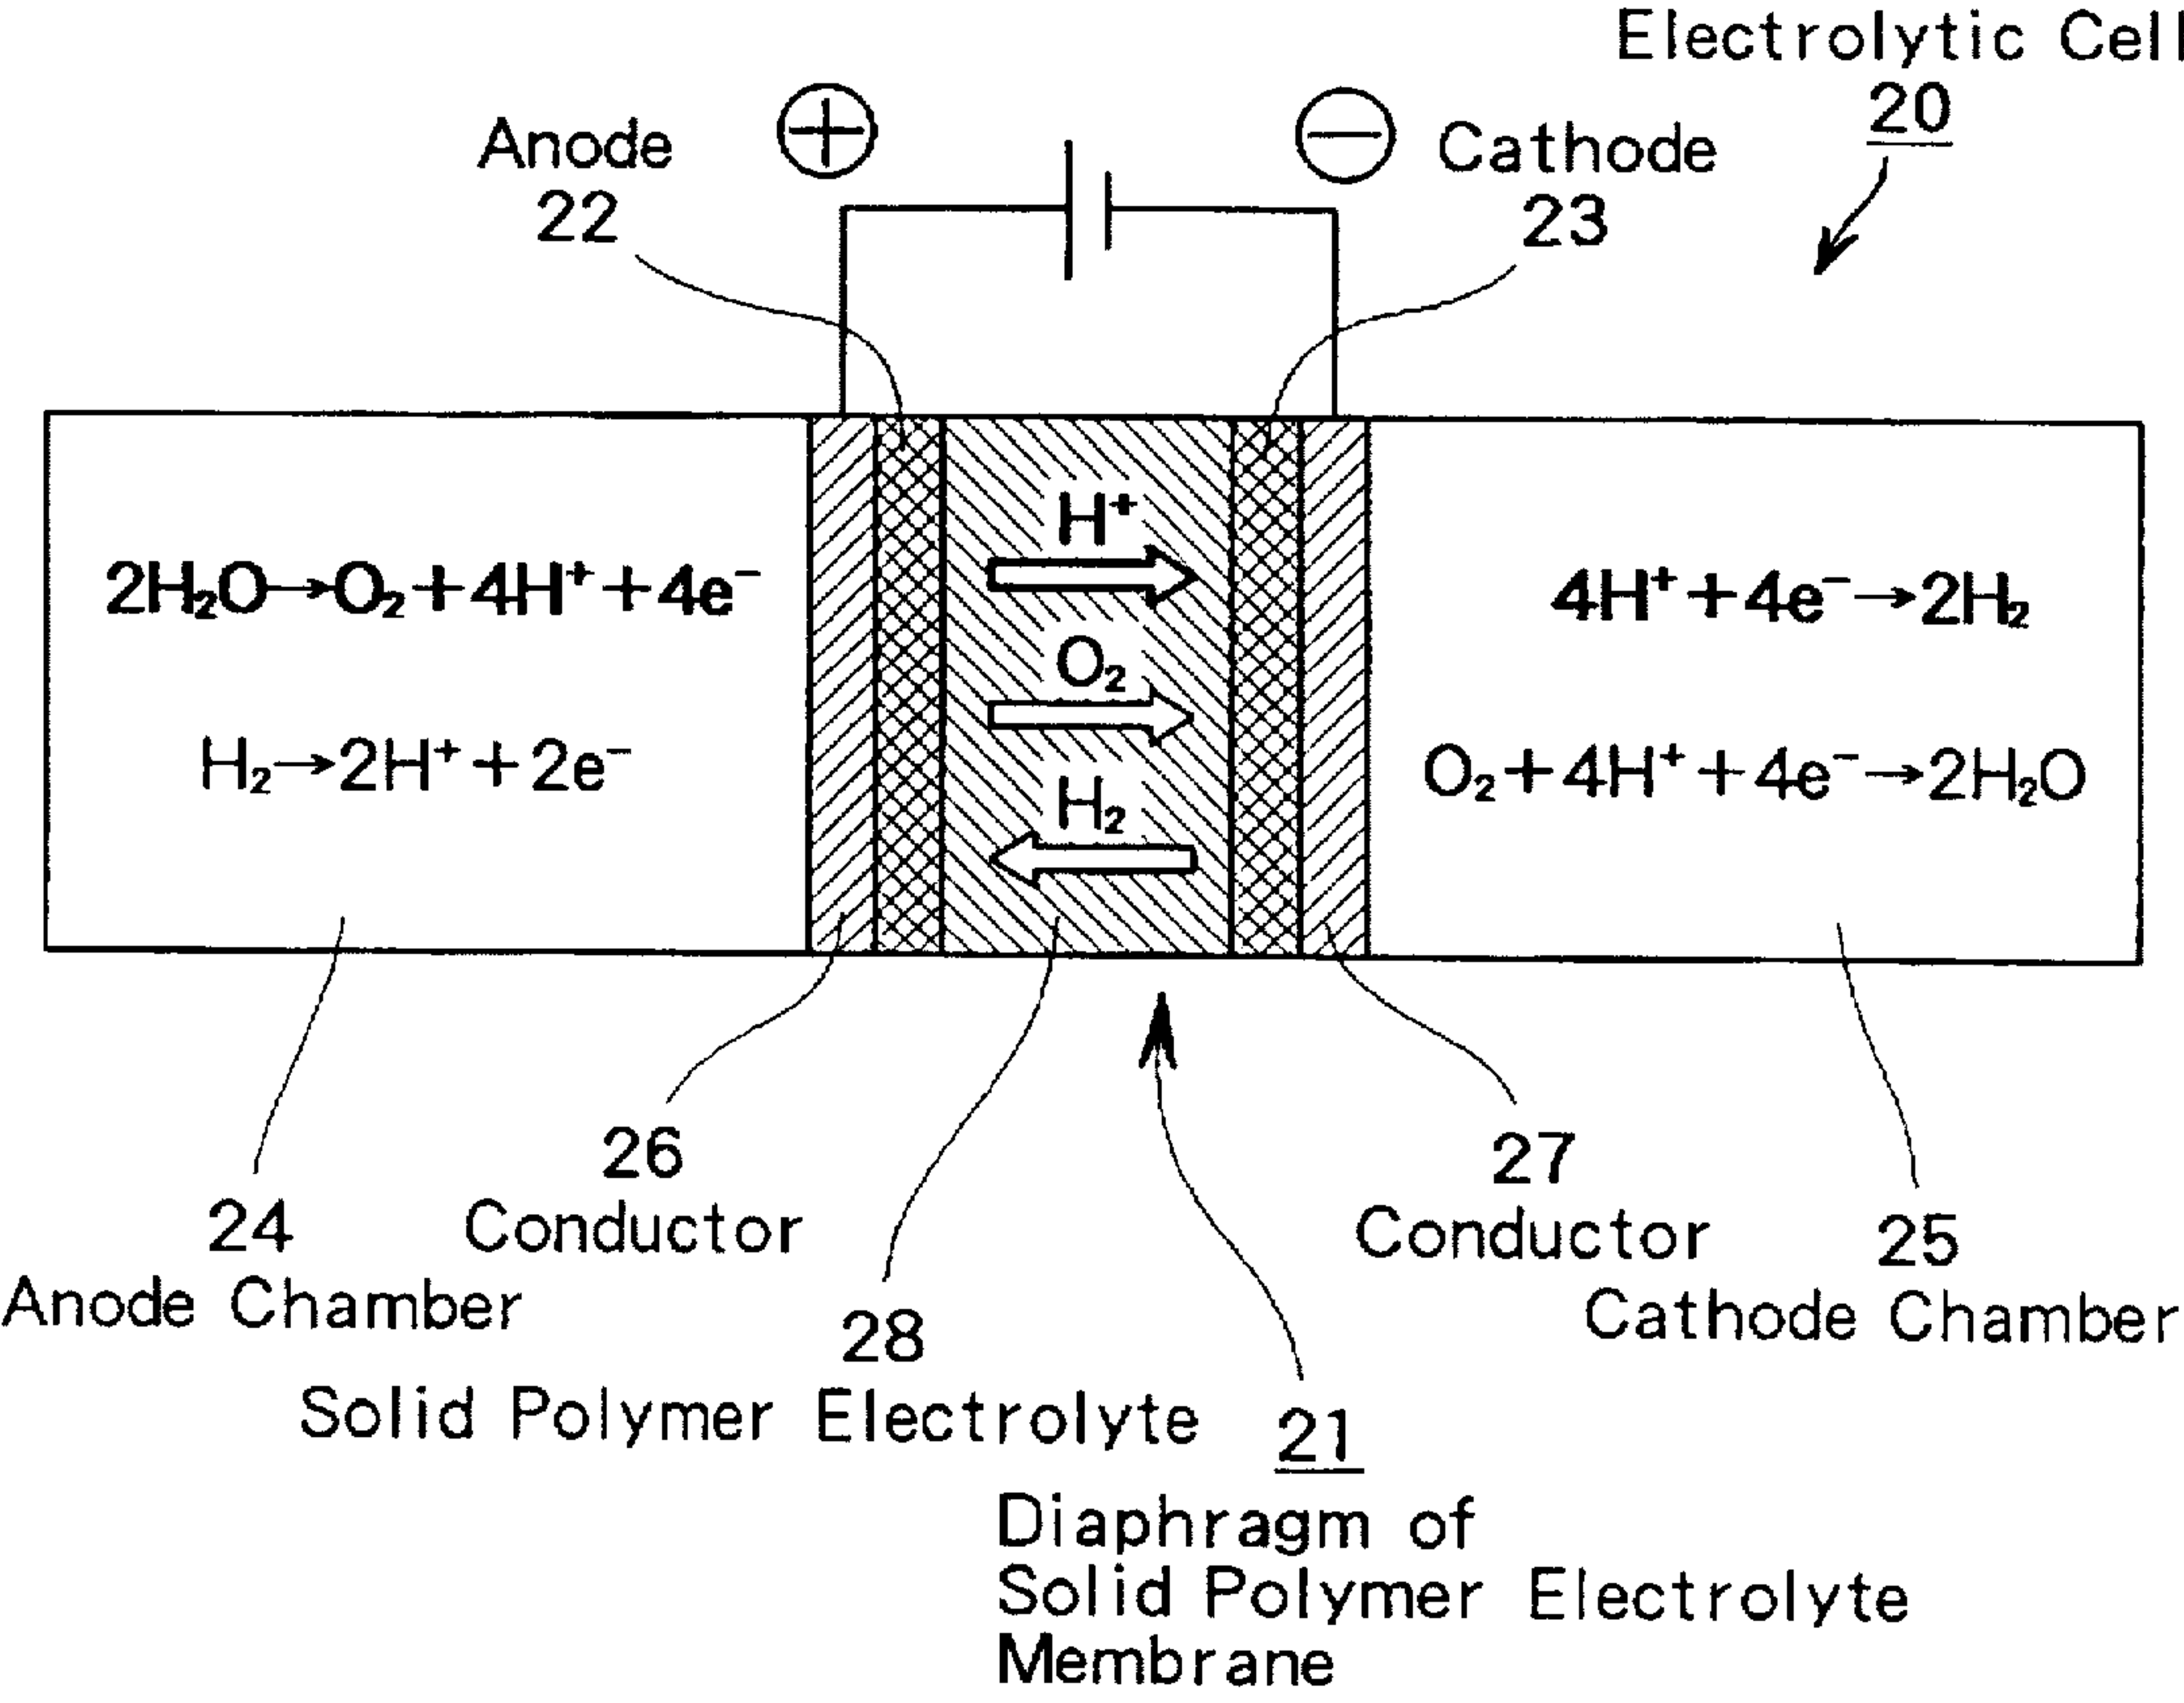 Electrolytic Cell
20
Anode
22
⊕
⊖
Cathode
23
2H₂O→O₂+4H⁺+4e⁻
H₂→2H⁺+2e⁻
H⁺
O₂
H₂
4H⁺+4e⁻→2H₂
O₂+4H⁺+4e⁻→2H₂O
24
Anode Chamber
26
Conductor
28
Solid Polymer Electrolyte
27
Conductor
25
Cathode Chamber
21
Diaphragm of
Solid Polymer Electrolyte
Membrane